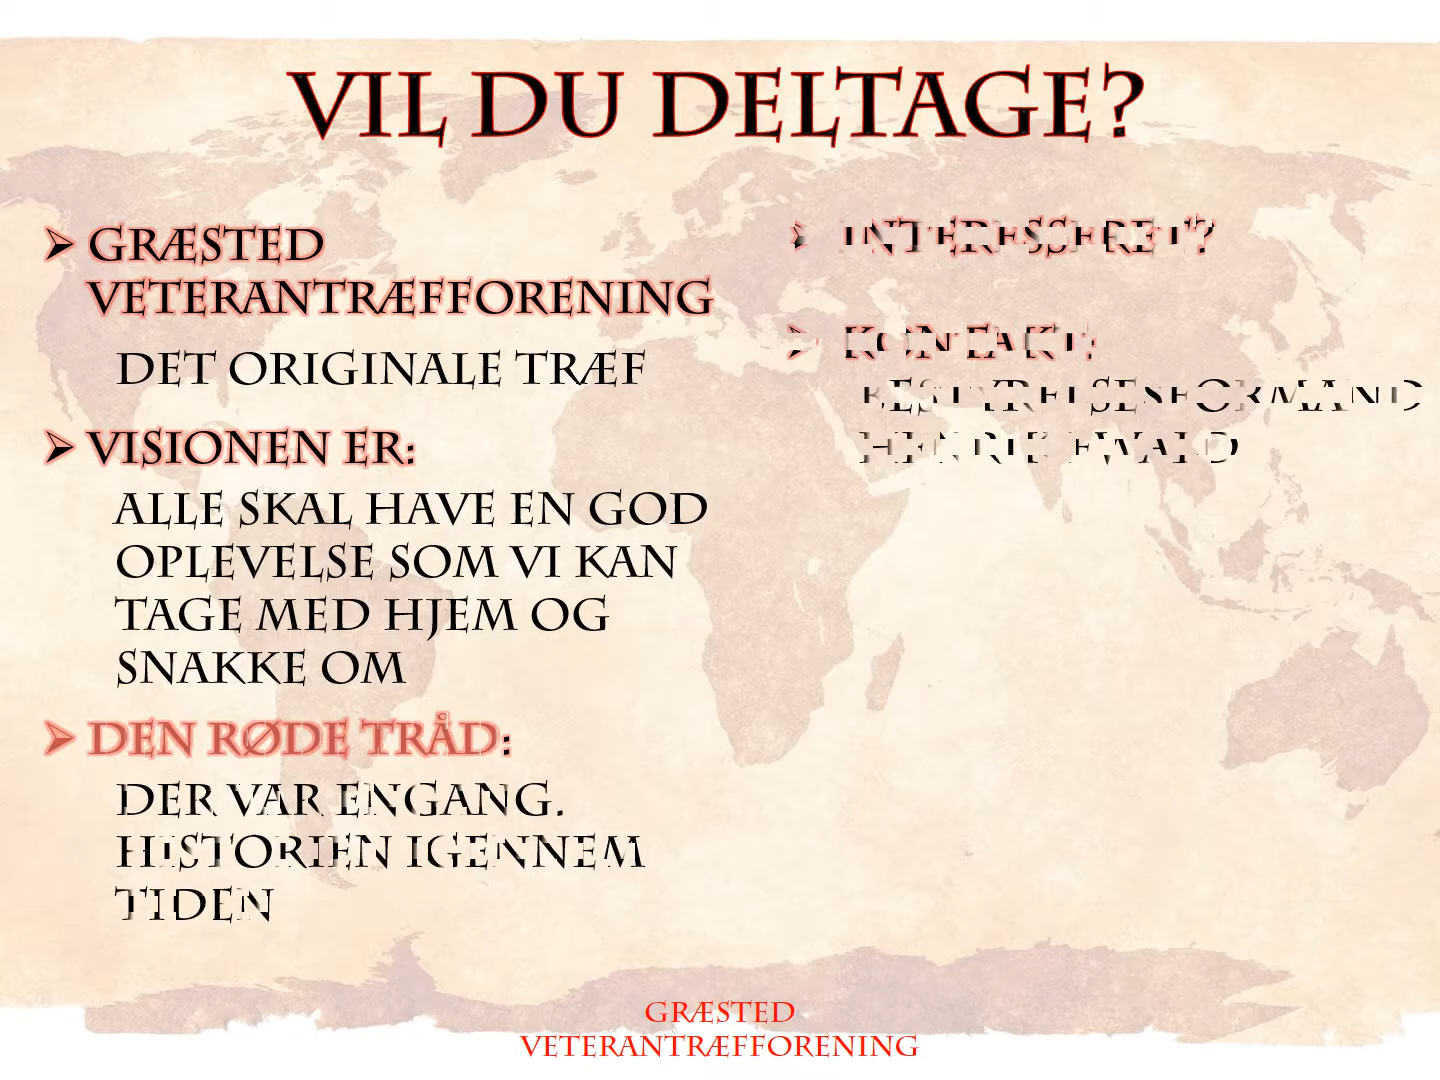 VIL DU DELTAGE?
➢ GRÆSTED
VETERANTRÆFFORENING
DET ORIGINALE TRÆF
➢ VISIONEN ER:
ALLE SKAL HAVE EN GOD
OPLEVELSE SOM VI KAN
TAGE MED HJEM OG
SNAKKE OM
➢ DEN RØDE TRÅD:
DER VAR ENGANG.
HISTORIEN IGENNEM
TIDEN
➢ INTERESSERET?
➢ KONTAKT:
BESTYRELSESFORMAND
HENRIK EWALD
GRÆSTED
VETERANTRÆFFORENING